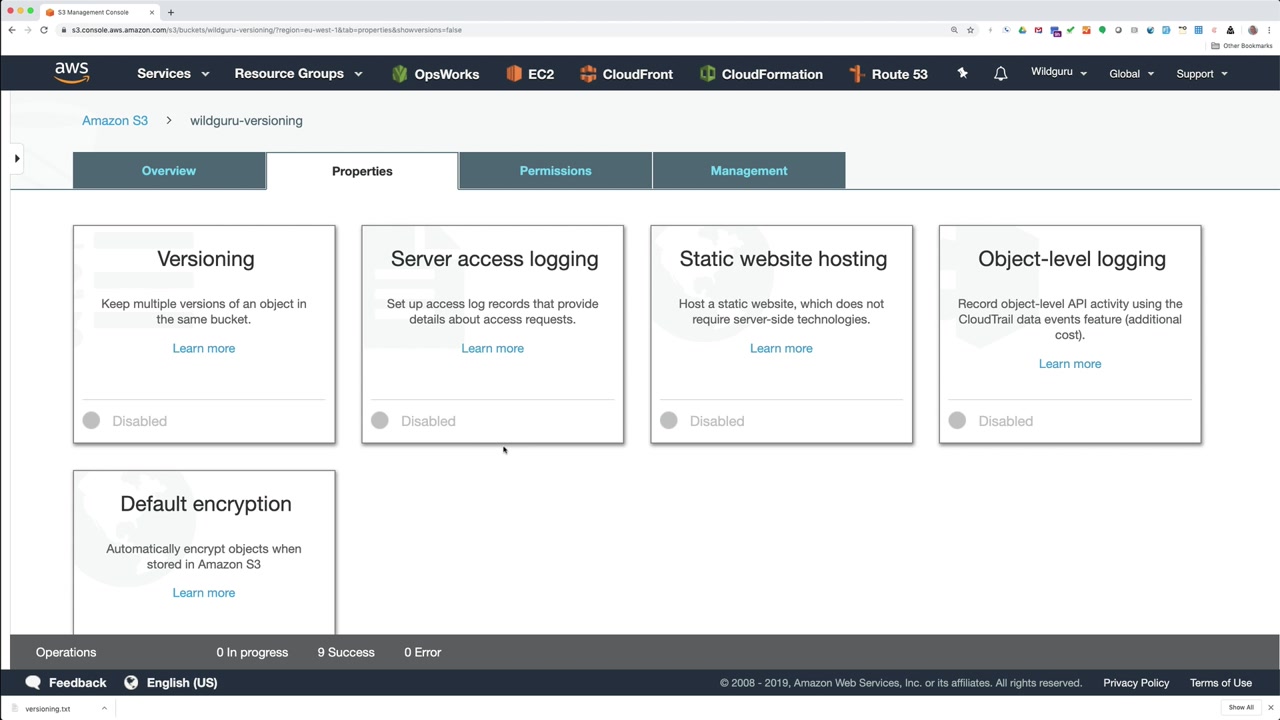 S3 Management Console
s3.console.aws.amazon.com/s3/buckets/wildguru-versioning/?region=eu-west-1&tab=properties&showversions=false
Other Bookmarks
aws
Services
Resource Groups
OpsWorks
EC2
CloudFront
CloudFormation
Route 53
Wildguru
Global
Support
Amazon S3 > wildguru-versioning
Overview
Properties
Permissions
Management
Versioning
Keep multiple versions of an object in
the same bucket.
Learn more
Disabled
Server access logging
Set up access log records that provide
details about access requests.
Learn more
Disabled
Static website hosting
Host a static website, which does not
require server-side technologies.
Learn more
Disabled
Object-level logging
Record object-level API activity using the
CloudTrail data events feature (additional
cost).
Learn more
Disabled
Default encryption
Automatically encrypt objects when
stored in Amazon S3
Learn more
Operations
0 In progress
9 Success
0 Error
Feedback
English (US)
© 2008 - 2019, Amazon Web Services, Inc. or its affiliates. All rights reserved.
Privacy Policy
Terms of Use
versioning.txt
Show All